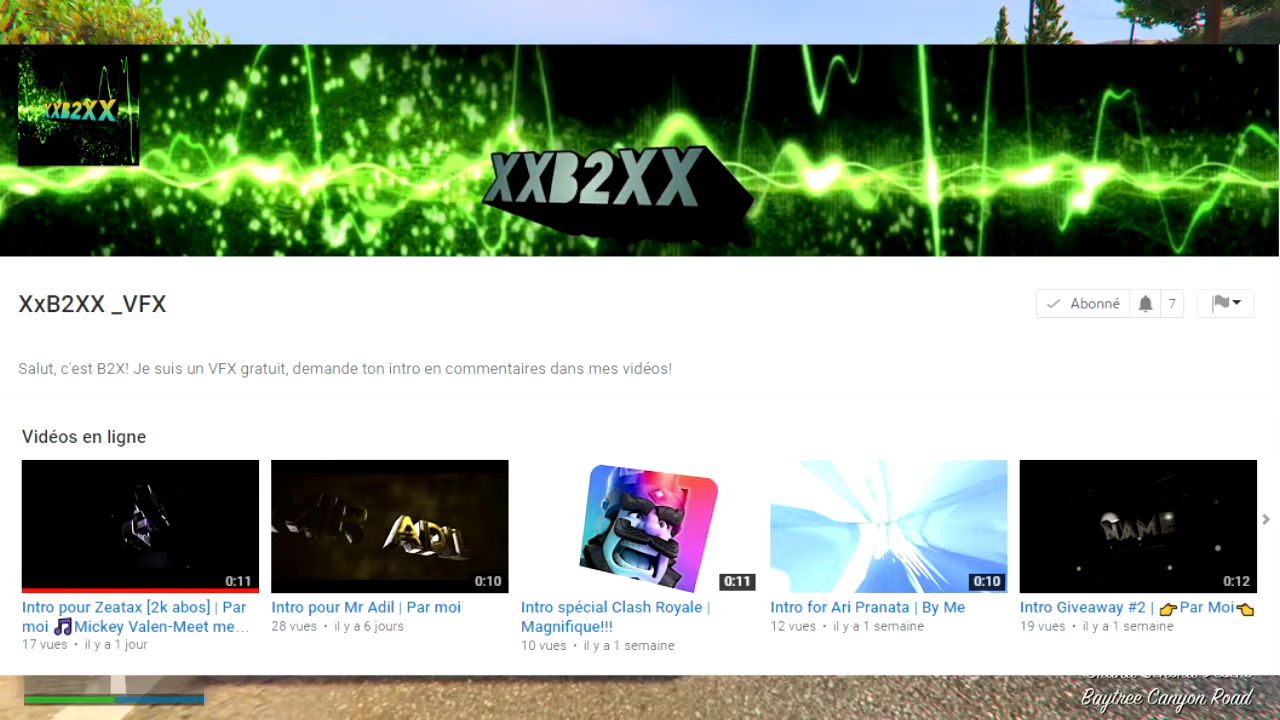 XXB2XX
XXB2XX
XxB2XX _VFX
Abonné
7
Salut, c'est B2X! Je suis un VFX gratuit, demande ton intro en commentaires dans mes vidéos!
Vidéos en ligne
0:11
ADIL
0:10
0:11
0:10
NAME
0:12
Intro pour Zeatax [2k abos] | Par
moi 🎵Mickey Valen-Meet me…
17 vues • il y a 1 jour
Intro pour Mr Adil | Par moi
28 vues • il y a 6 jours
Intro spécial Clash Royale |
Magnifique!!!
10 vues • il y a 1 semaine
Intro for Ari Pranata | By Me
12 vues • il y a 1 semaine
Intro Giveaway #2 | 👉Par Moi👈
19 vues • il y a 1 semaine
Baytree Canyon Road